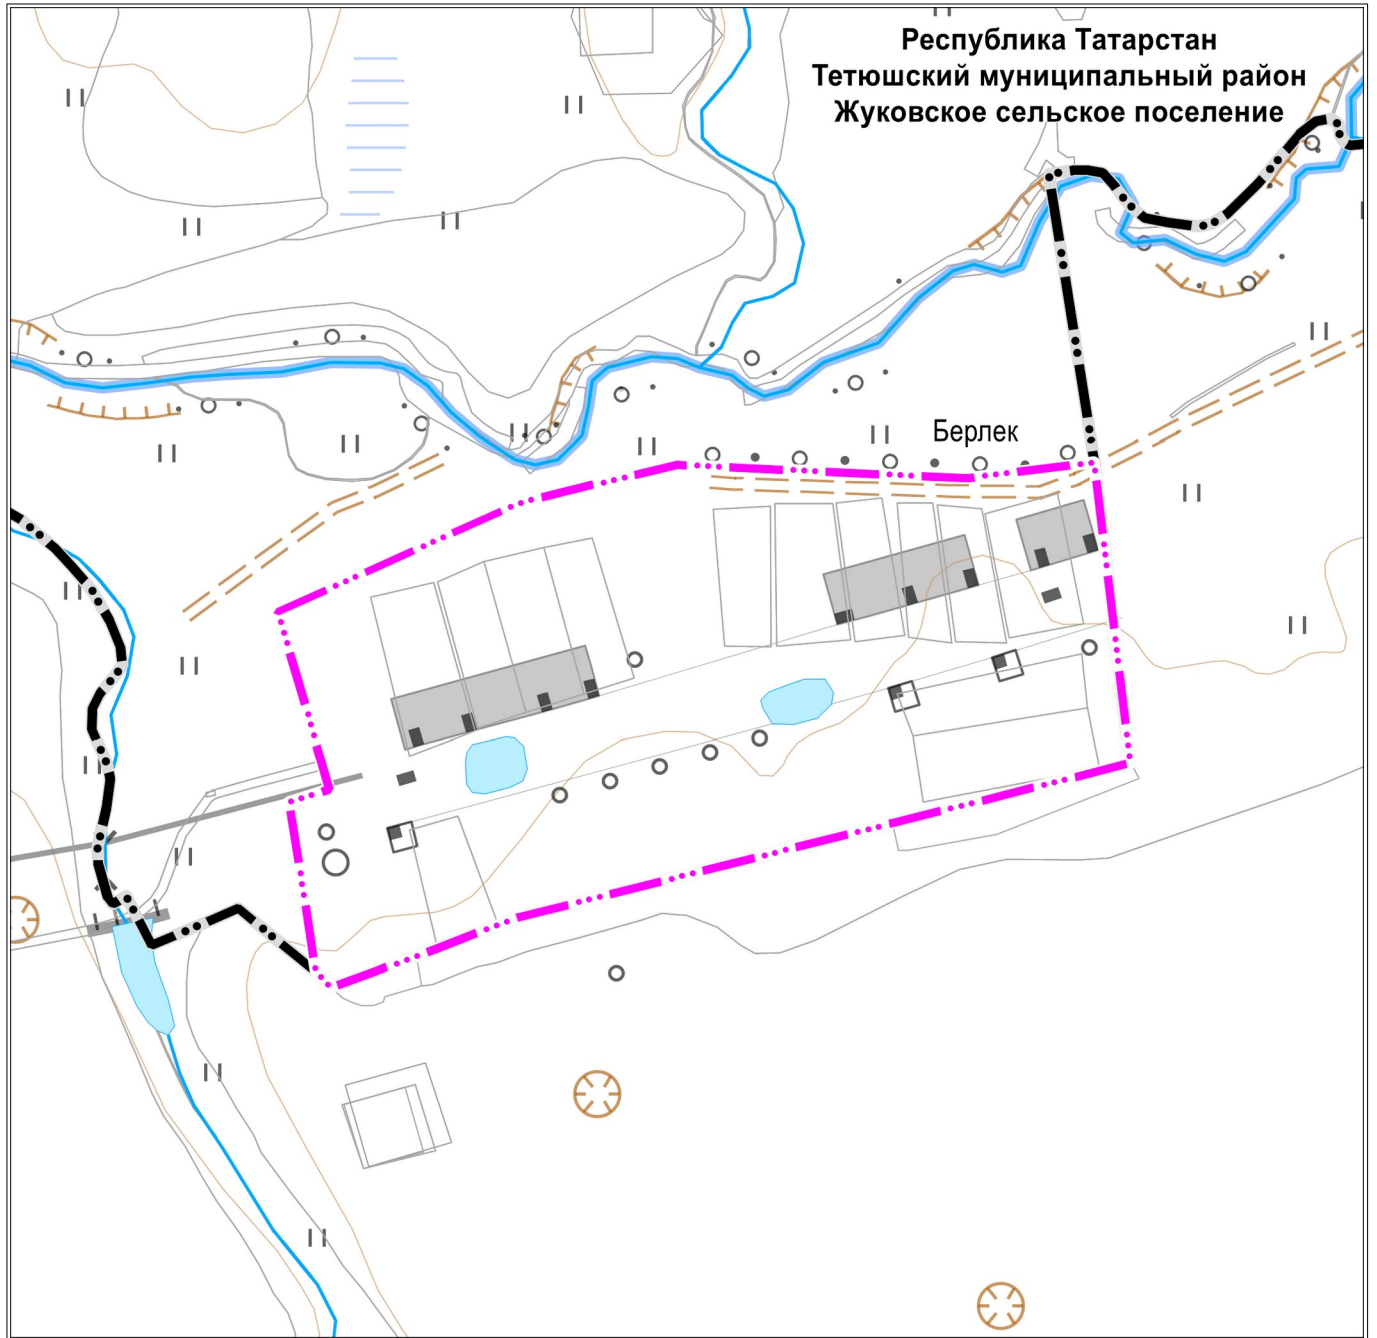 Республика Татарстан
Тетюшский муниципальный район
Жуковское сельское поселение
Берлек